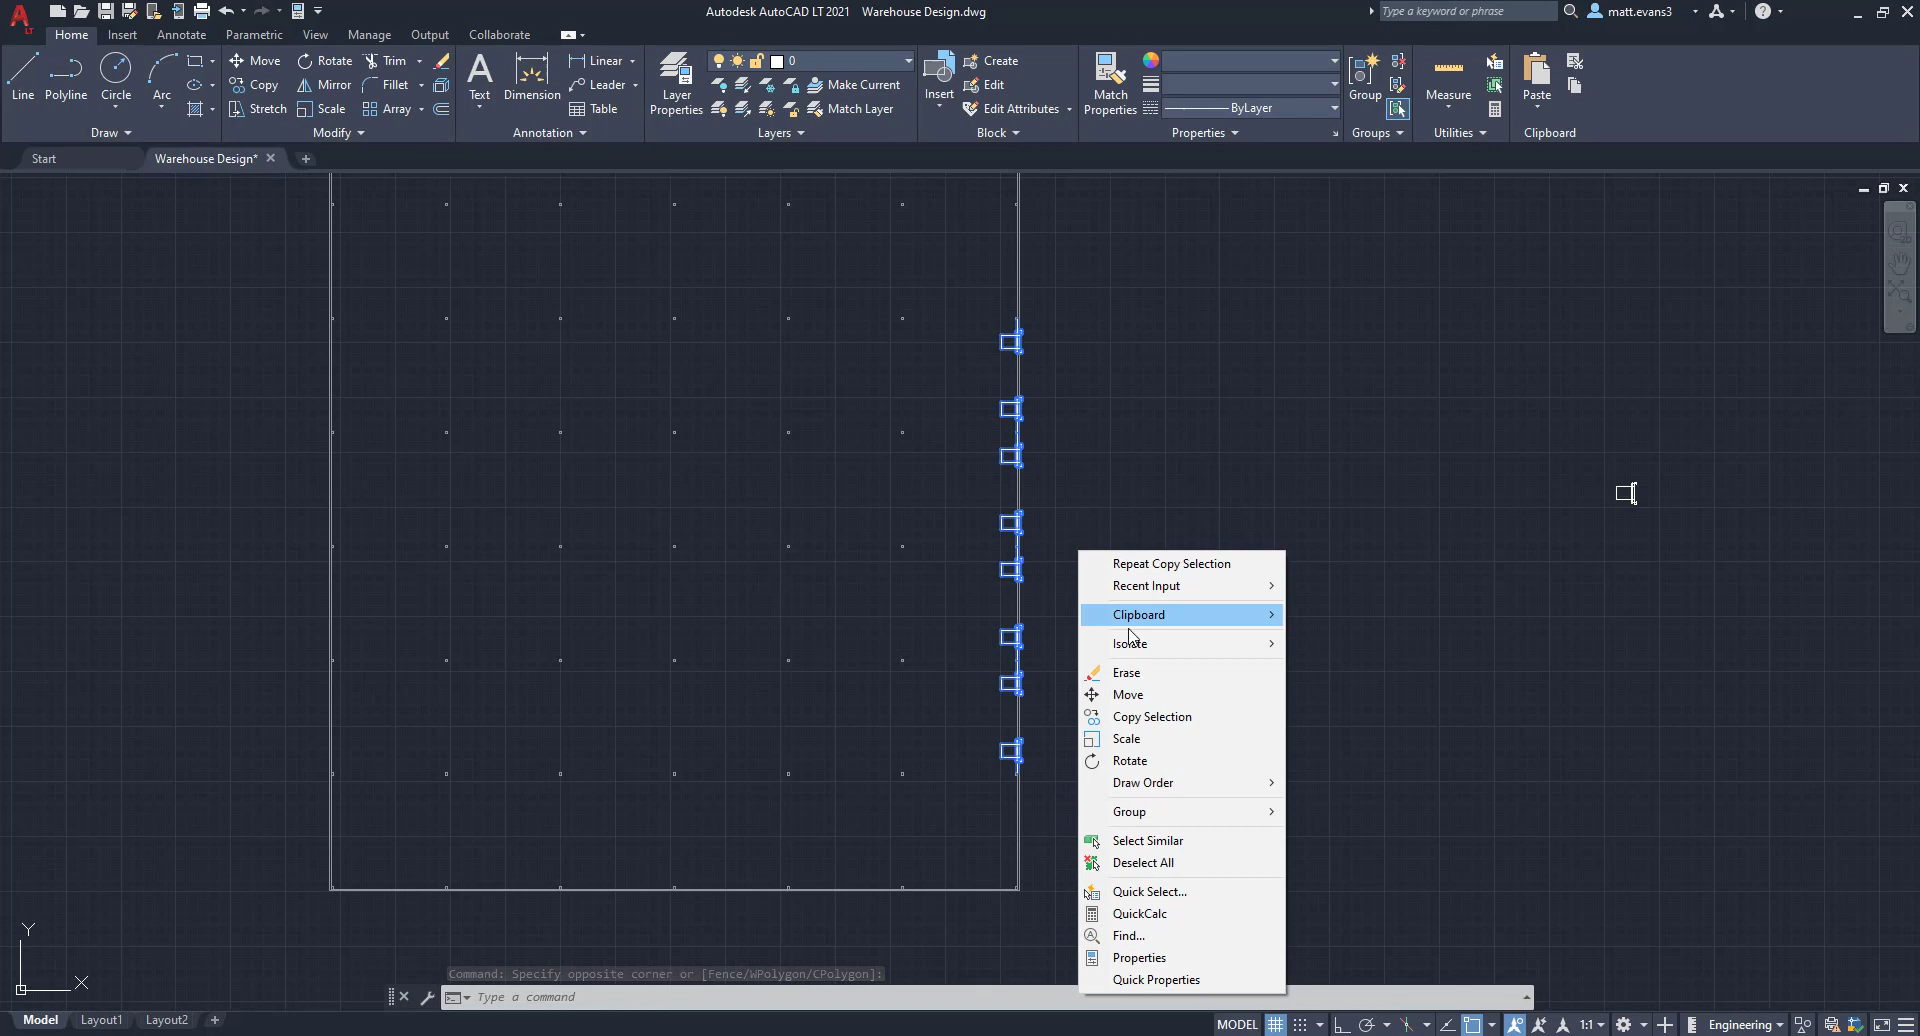 LT
Autodesk AutoCAD LT 2021 Warehouse Design.dwg
Type a keyword or phrase
matt.evans3
Home Insert Annotate Parametric View Manage Output Collaborate
Line Polyline Circle Arc
Move Rotate Trim
Copy Mirror Fillet
Stretch Scale Array
Text Dimension
Linear
Leader
Table
Layer Properties
0
Make Current
Match Layer
Insert
Create
Edit
Edit Attributes
Match Properties
ByLayer
Group
Measure
Paste
Draw Modify Annotation Layers Block Properties Groups Utilities Clipboard
Start Warehouse Design*
Repeat Copy Selection
Recent Input
Clipboard
Isolate
Erase
Move
Copy Selection
Scale
Rotate
Draw Order
Group
Select Similar
Deselect All
Quick Select...
QuickCalc
Find...
Properties
Quick Properties
Y
X
Command: Specify opposite corner or [Fence/WPolygon/CPolygon]:
Type a command
Model Layout1 Layout2
MODEL 1:1 Engineering